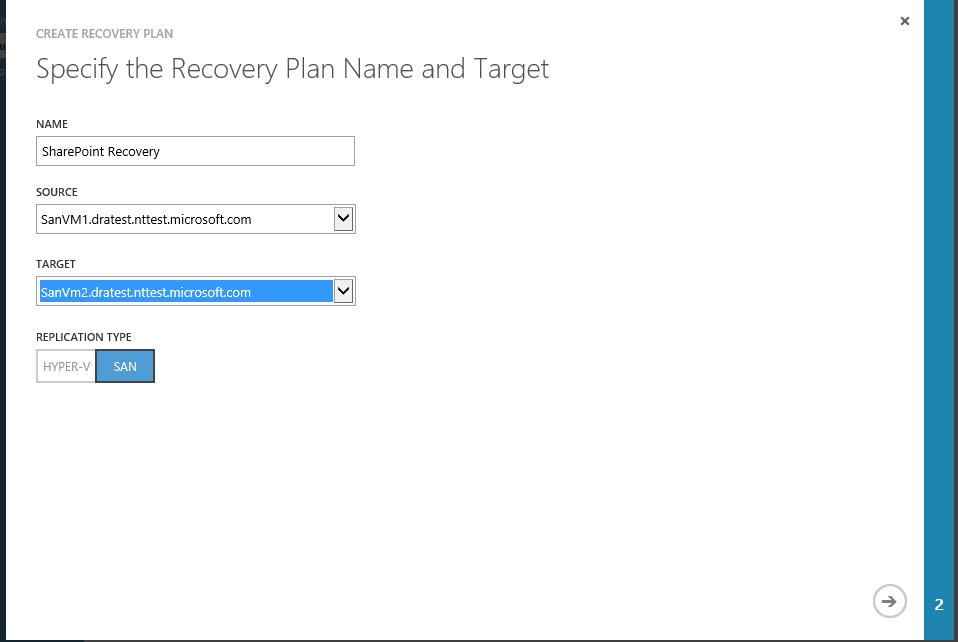 CREATE RECOVERY PLAN
Specify the Recovery Plan Name and Target
NAME
SharePoint Recovery
SOURCE
SanVM1.dratest.nttest.microsoft.com
TARGET
SanVm2.dratest.nttest.microsoft.com
REPLICATION TYPE
HYPER-V SAN
2